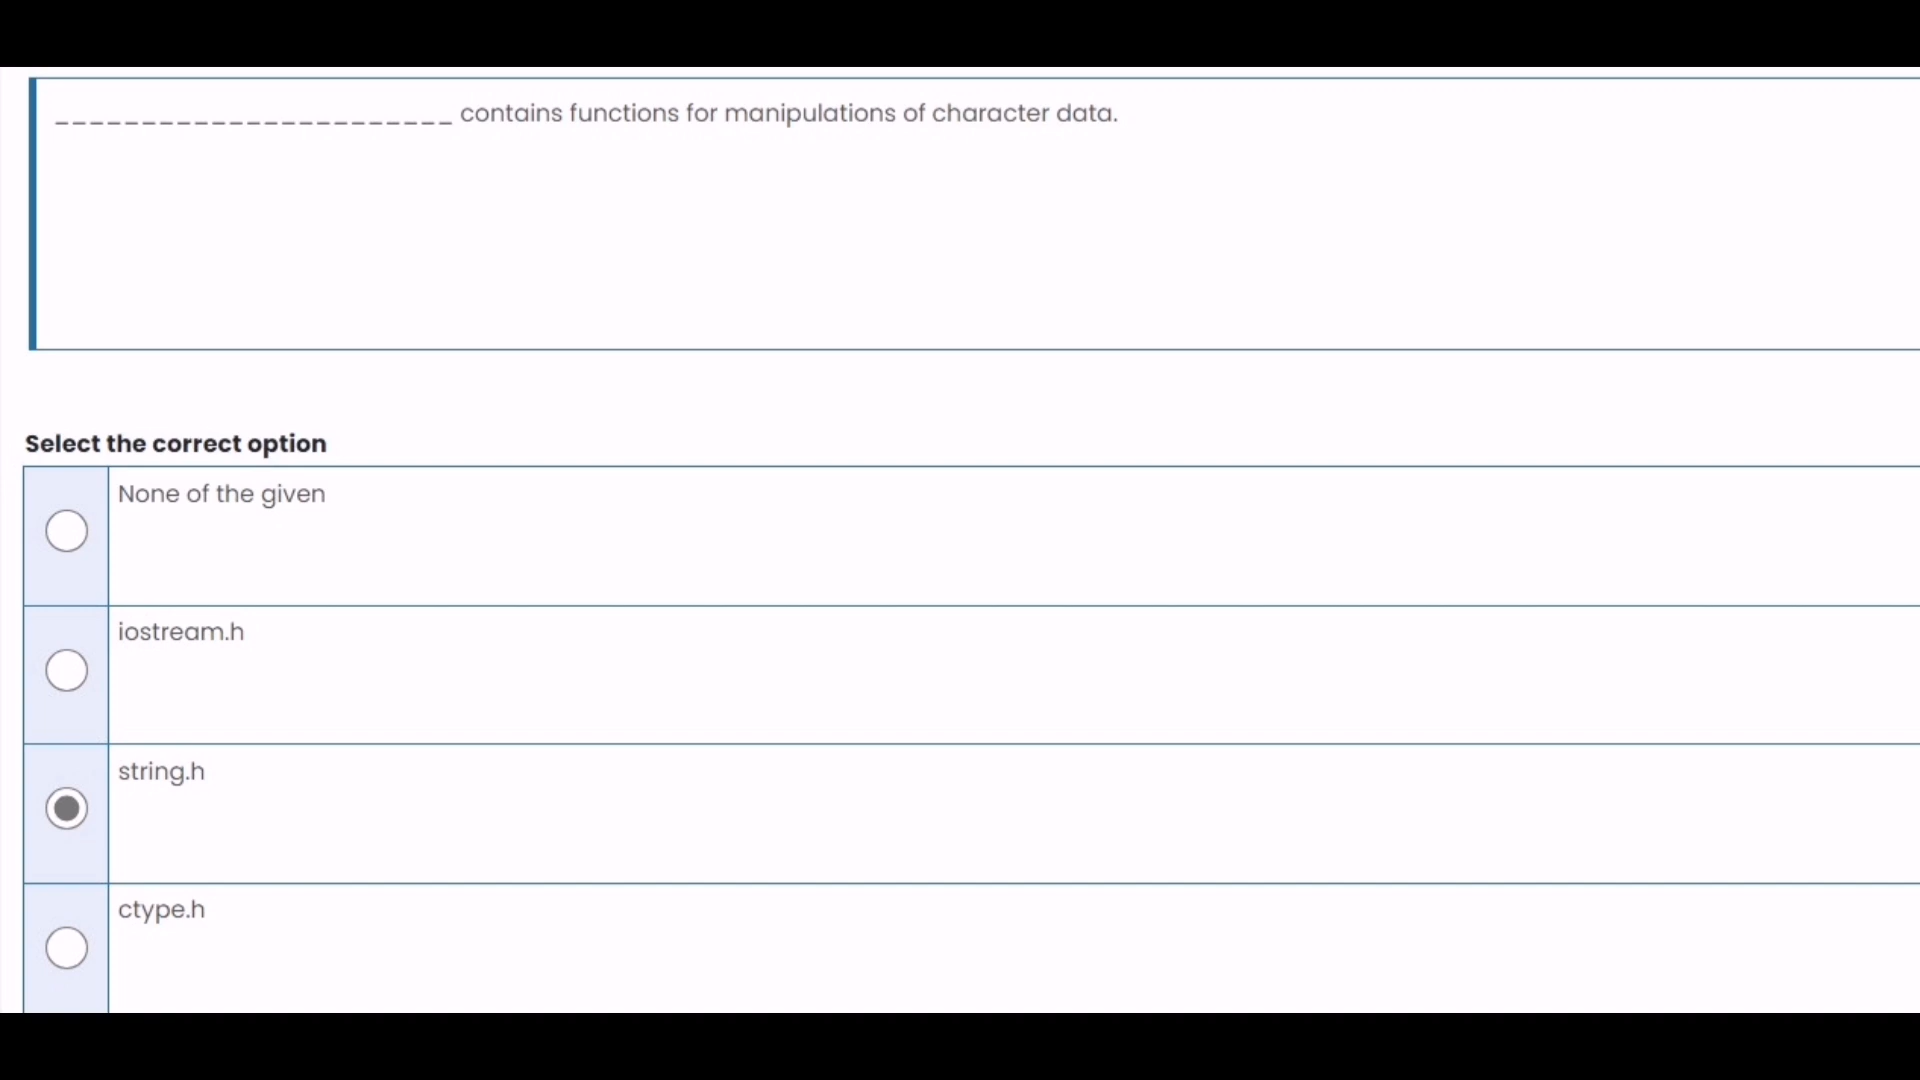 _______________________ contains functions for manipulations of character data.
Select the correct option
None of the given
iostream.h
string.h
ctype.h